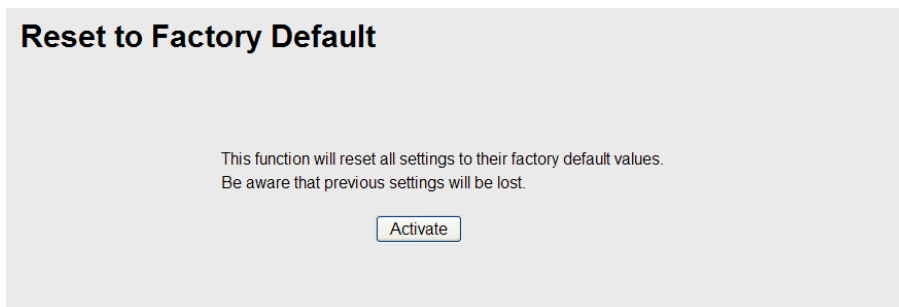 Reset to Factory Default
This function will reset all settings to their factory default values.
Be aware that previous settings will be lost.
Activate